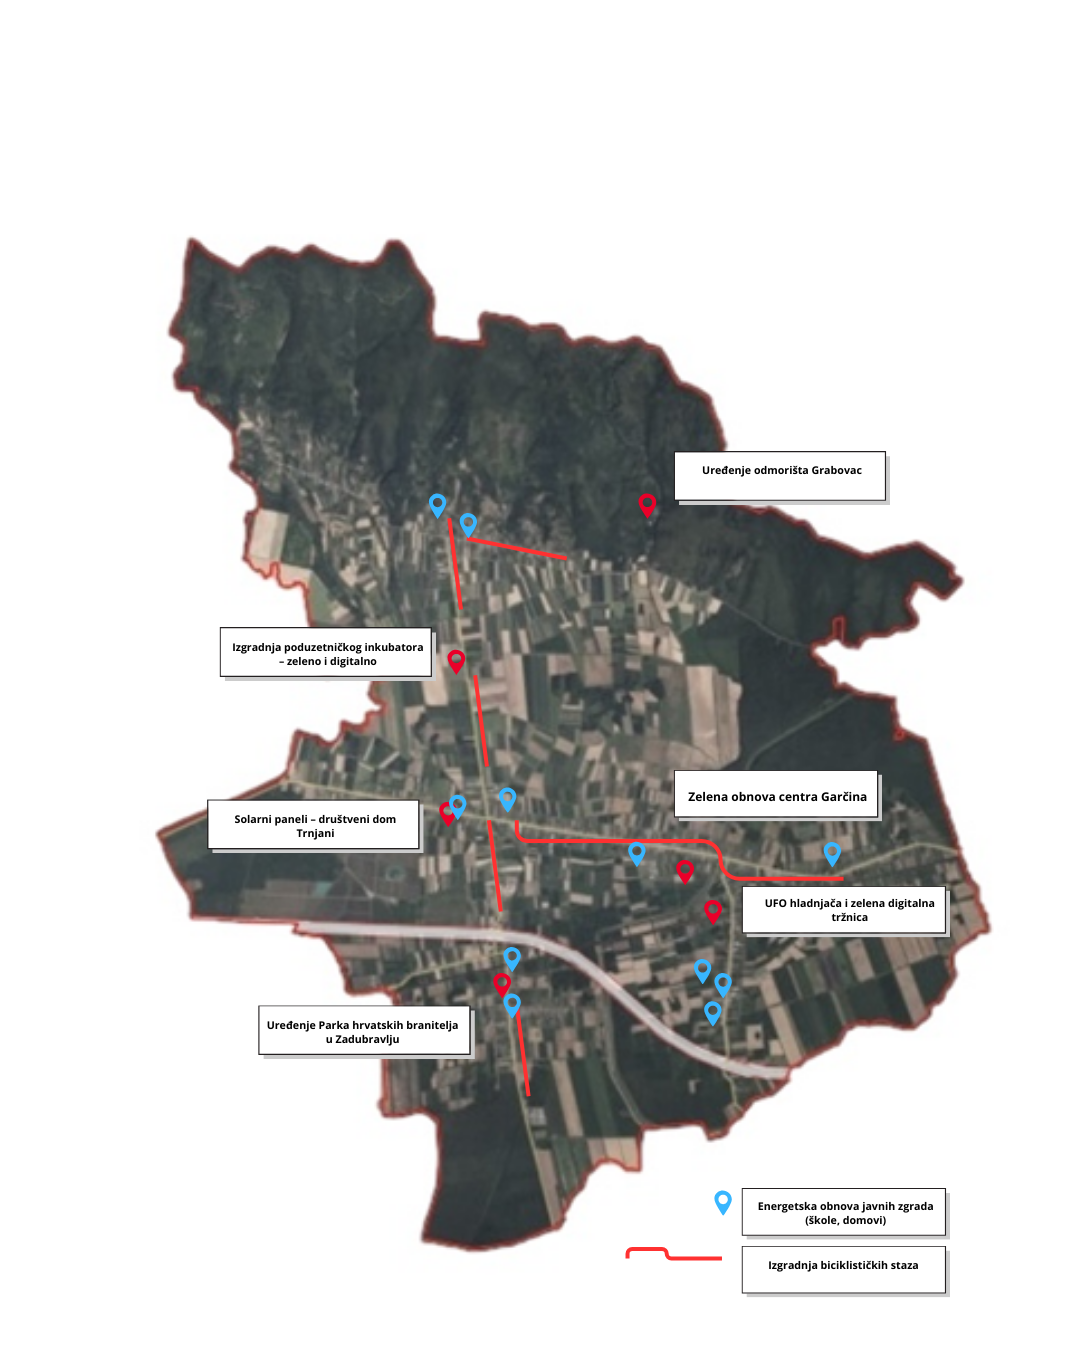 Uređenje odmorišta Grabovac
Izgradnja poduzetničkog inkubatora
– zeleno i digitalno
Zelena obnova centra Garčina
Solarni paneli – društveni dom
Trnjani
UFO hladnjača i zelena digitalna
tržnica
Uređenje Parka hrvatskih branitelja
u Zadubravlju
Energetska obnova javnih zgrada
(škole, domovi)
Izgradnja biciklističkih staza